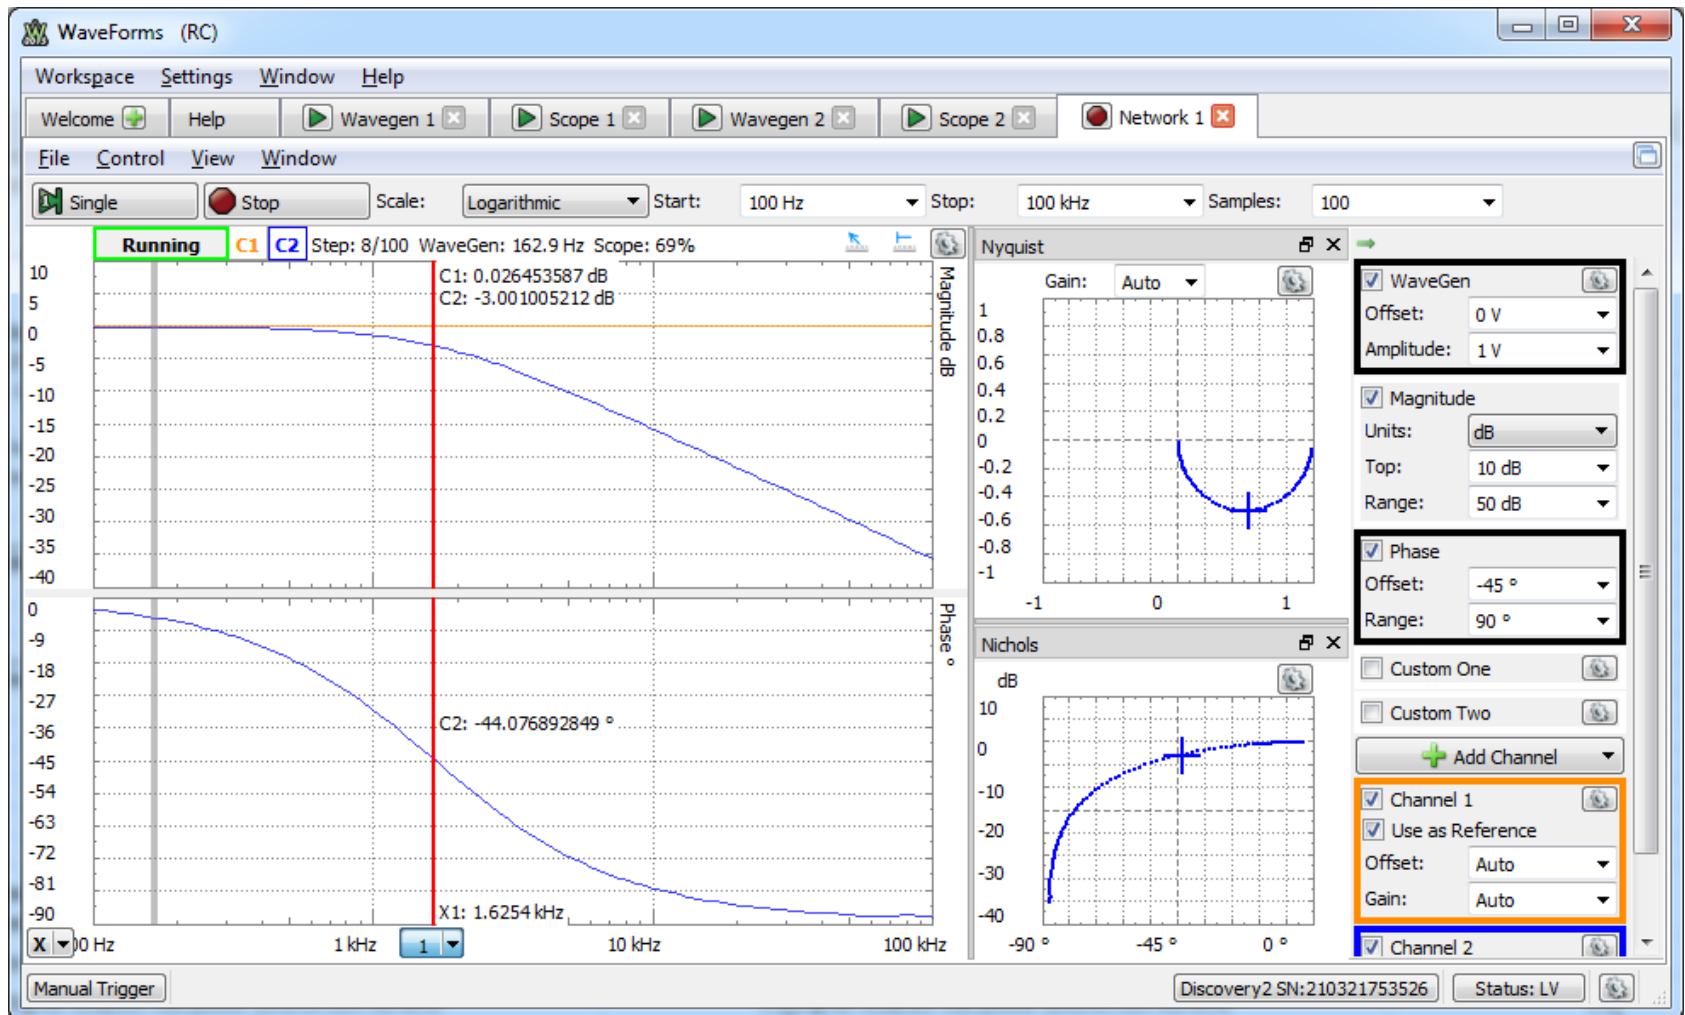 WaveForms (RC)
Workspace Settings Window Help
Welcome Help Wavegen 1 Scope 1 Wavegen 2 Scope 2 Network 1
File Control View Window
Single Stop Scale: Logarithmic Start: 100 Hz Stop: 100 kHz Samples: 100
Running C1 C2 Step: 8/100 WaveGen: 162.9 Hz Scope: 69%
C1: 0.026453587 dB
C2: -3.001005212 dB
Magnitude dB
10
5
0
-5
-10
-15
-20
-25
-30
-35
-40
Phase °
0
-9
-18
-27
-36
-45
-54
-63
-72
-81
-90
C2: -44.076892849 °
X1: 1.6254 kHz
X 00 Hz 1 kHz 1 10 kHz 100 kHz
Nyquist
Gain: Auto
1
0.8
0.6
0.4
0.2
0
-0.2
-0.4
-0.6
-0.8
-1
-1 0 1
Nichols
dB
10
0
-10
-20
-30
-40
-90 ° -45 ° 0 °
WaveGen
Offset: 0 V
Amplitude: 1 V
Magnitude
Units: dB
Top: 10 dB
Range: 50 dB
Phase
Offset: -45 °
Range: 90 °
Custom One
Custom Two
Add Channel
Channel 1
Use as Reference
Offset: Auto
Gain: Auto
Channel 2
Manual Trigger Discovery2 SN:210321753526 Status: LV